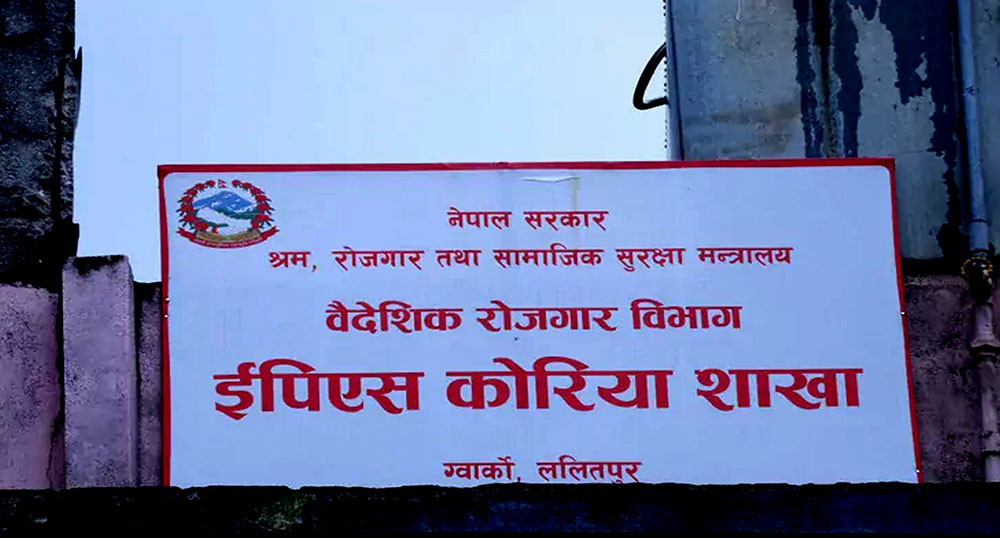 नेपाल सरकार
श्रम, रोजगार तथा सामाजिक सुरक्षा मन्त्रालय
वैदेशिक रोजगार विभाग
ईपिएस कोरिया शाखा
ग्वार्को, ललितपुर